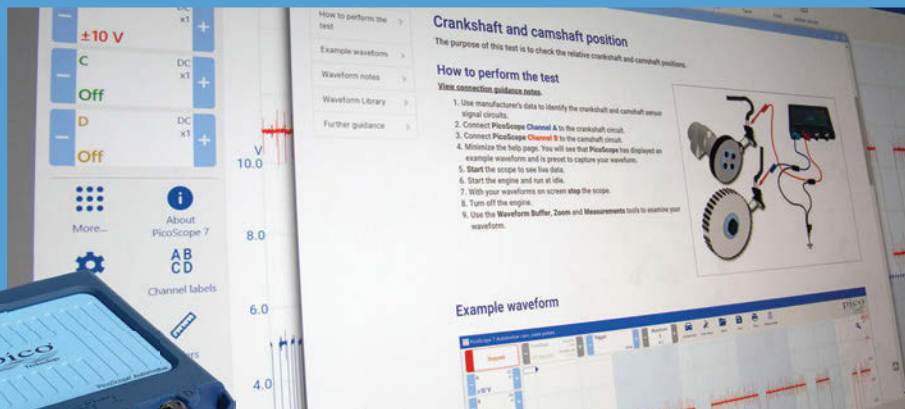 x1
±10 V
C
DC
x1
Off
D
DC
x1
Off
More...
About
PicoScope 7
AB
CD
Channel labels
V
10.0
8.0
6.0
4.0
How to perform the
test
Example waveform
Waveform notes
Waveform Library
Further guidance
Crankshaft and camshaft position
The purpose of this test is to check the relative crankshaft and camshaft positions.
How to perform the test
View connection guidance notes.
1. Use manufacturer's data to identify the crankshaft and camshaft sensor
signal circuits.
2. Connect PicoScope Channel A to the crankshaft circuit.
3. Connect PicoScope Channel B to the camshaft circuit.
4. Minimize the help page. You will see that PicoScope has displayed an
example waveform and is preset to capture your waveform.
5. Start the scope to see live data.
6. Start the engine and run at idle.
7. With your waveforms on screen stop the scope.
8. Turn off the engine.
9. Use the Waveform Buffer, Zoom and Measurements tools to examine your
waveform.
Example waveform
pico
PicoScope 7 Automotive
Trigger
pico
Technology
PicoScope Automotive